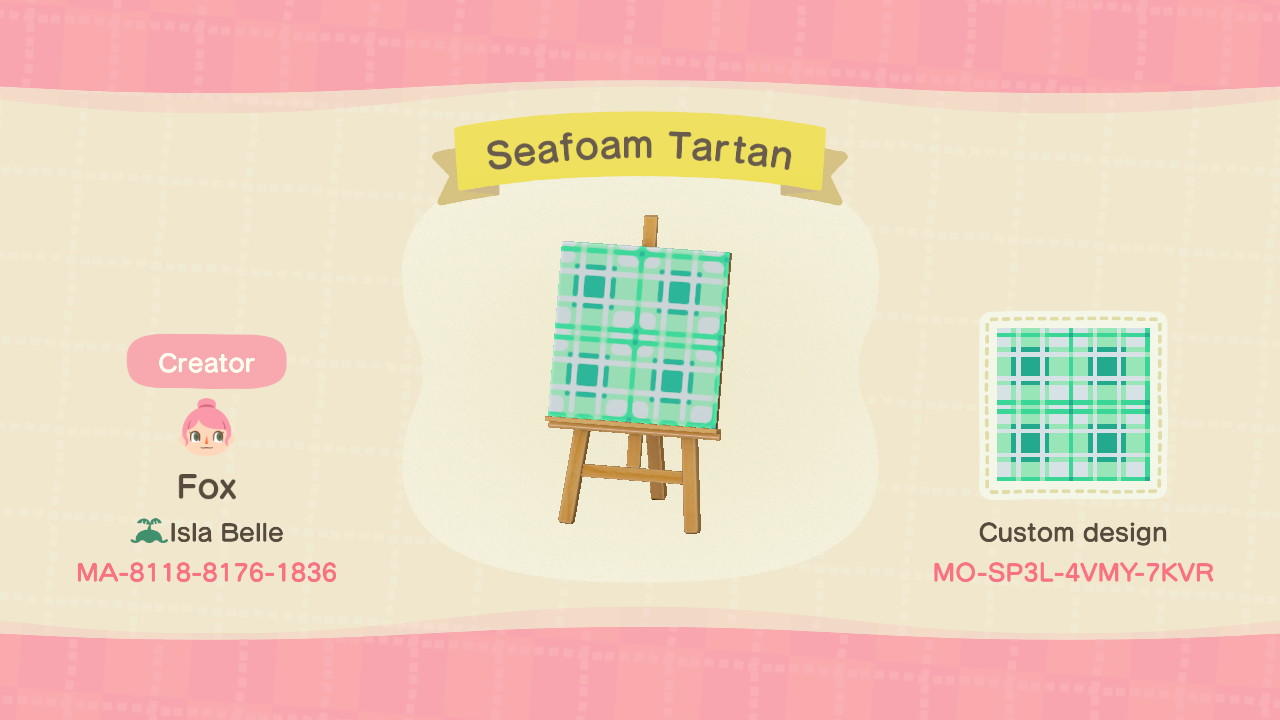 Seafoam Tartan
Creator
Fox
Isla Belle
MA-8118-8176-1836
Custom design
MO-SP3L-4VMY-7KVR